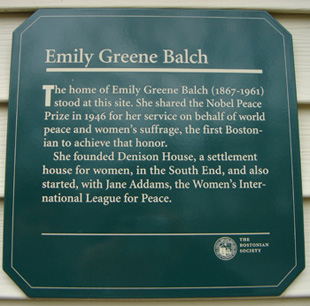 Emily Greene Balch
The home of Emily Greene Balch (1867-1961)
stood at this site. She shared the Nobel Peace
Prize in 1946 for her service on behalf of world
peace and women's suffrage, the first Boston-
ian to achieve that honor.
She founded Denison House, a settlement
house for women, in the South End, and also
started, with Jane Addams, the Women's Inter-
national League for Peace.
THE
BOSTONIAN
SOCIETY